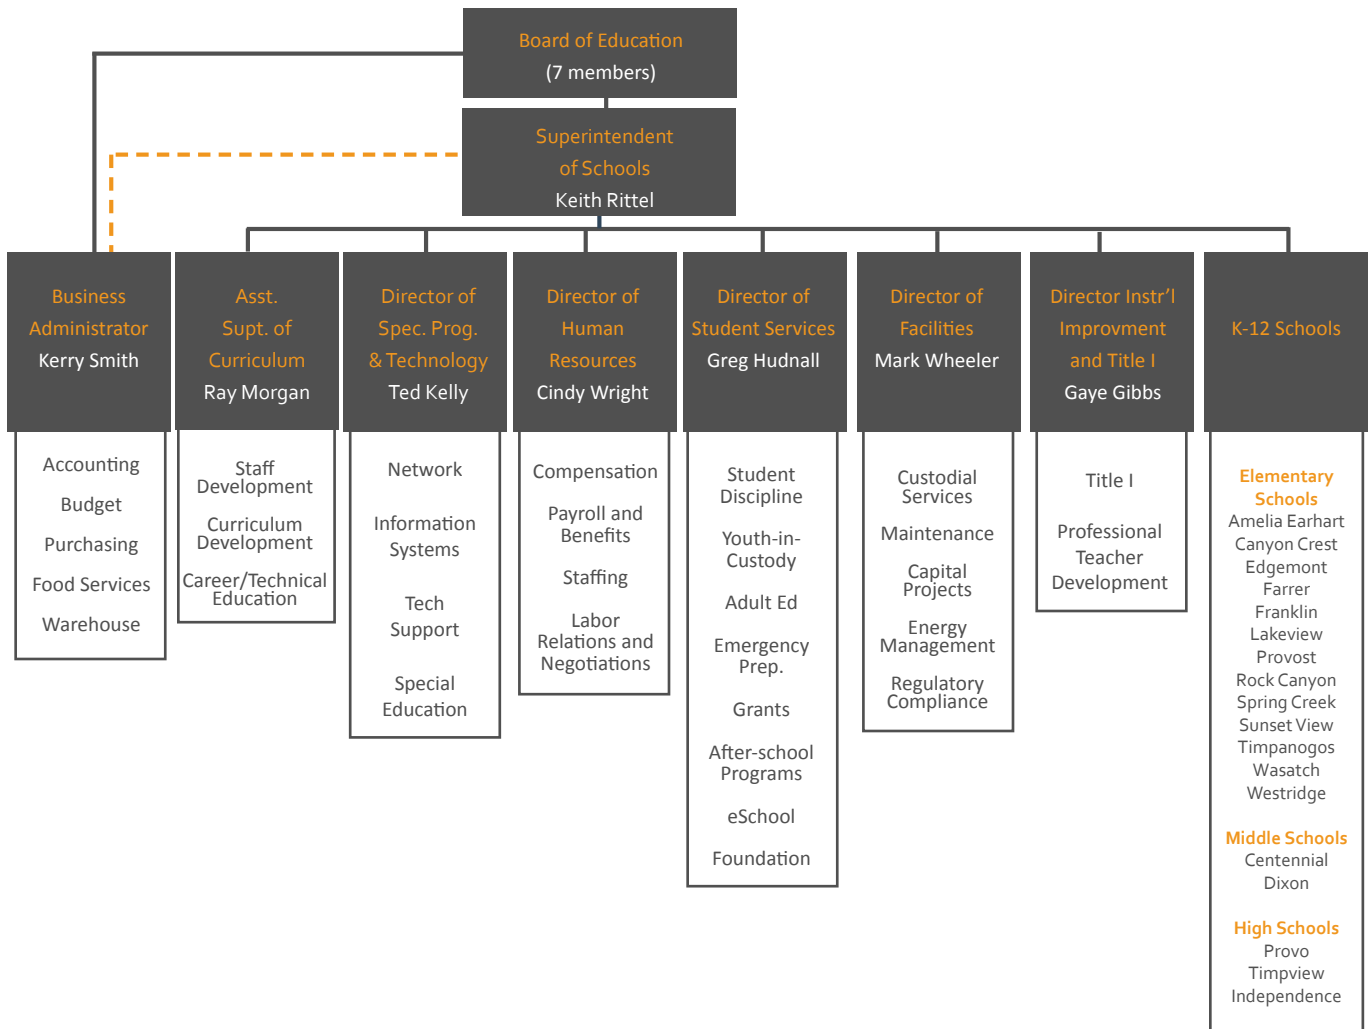 Board of Education
(7 members)
Superintendent
of Schools
Keith Rittel
Business
Administrator
Kerry Smith
Accounting
Budget
Purchasing
Food Services
Warehouse
Asst.
Supt. of
Curriculum
Ray Morgan
Staff
Development
Curriculum
Development
Career/Technical
Education
Director of
Spec. Prog.
& Technology
Ted Kelly
Network
Information
Systems
Tech
Support
Special
Education
Director of
Human
Resources
Cindy Wright
Compensation
Payroll and
Benefits
Staffing
Labor
Relations and
Negotiations
Director of
Student Services
Greg Hudnall
Student
Discipline
Youth-in-
Custody
Adult Ed
Emergency
Prep.
Grants
After-school
Programs
eSchool
Foundation
Director of
Facilities
Mark Wheeler
Custodial
Services
Maintenance
Capital
Projects
Energy
Management
Regulatory
Compliance
Director Instr’l
Improvment
and Title I
Gaye Gibbs
Title I
Professional
Teacher
Development
K-12 Schools
Elementary
Schools
Amelia Earhart
Canyon Crest
Edgemont
Farrer
Franklin
Lakeview
Provost
Rock Canyon
Spring Creek
Sunset View
Timpanogos
Wasatch
Westridge
Middle Schools
Centennial
Dixon
High Schools
Provo
Timpview
Independence